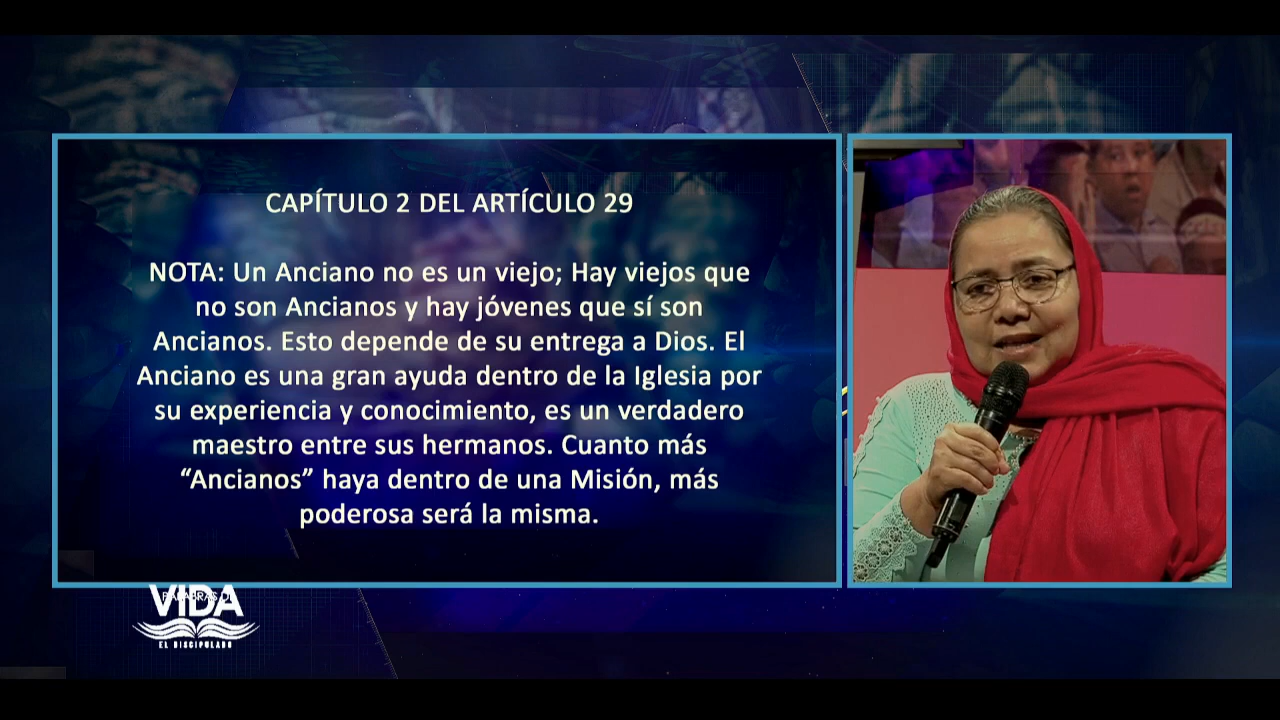 CAPÍTULO 2 DEL ARTÍCULO 29
NOTA: Un Anciano no es un viejo; Hay viejos que
no son Ancianos y hay jóvenes que sí son
Ancianos. Esto depende de su entrega a Dios. El
Anciano es una gran ayuda dentro de la Iglesia por
su experiencia y conocimiento, es un verdadero
maestro entre sus hermanos. Cuanto más
“Ancianos” haya dentro de una Misión, más
poderosa será la misma.
PALABRAS DE
VIDA
EL DISCIPULADO